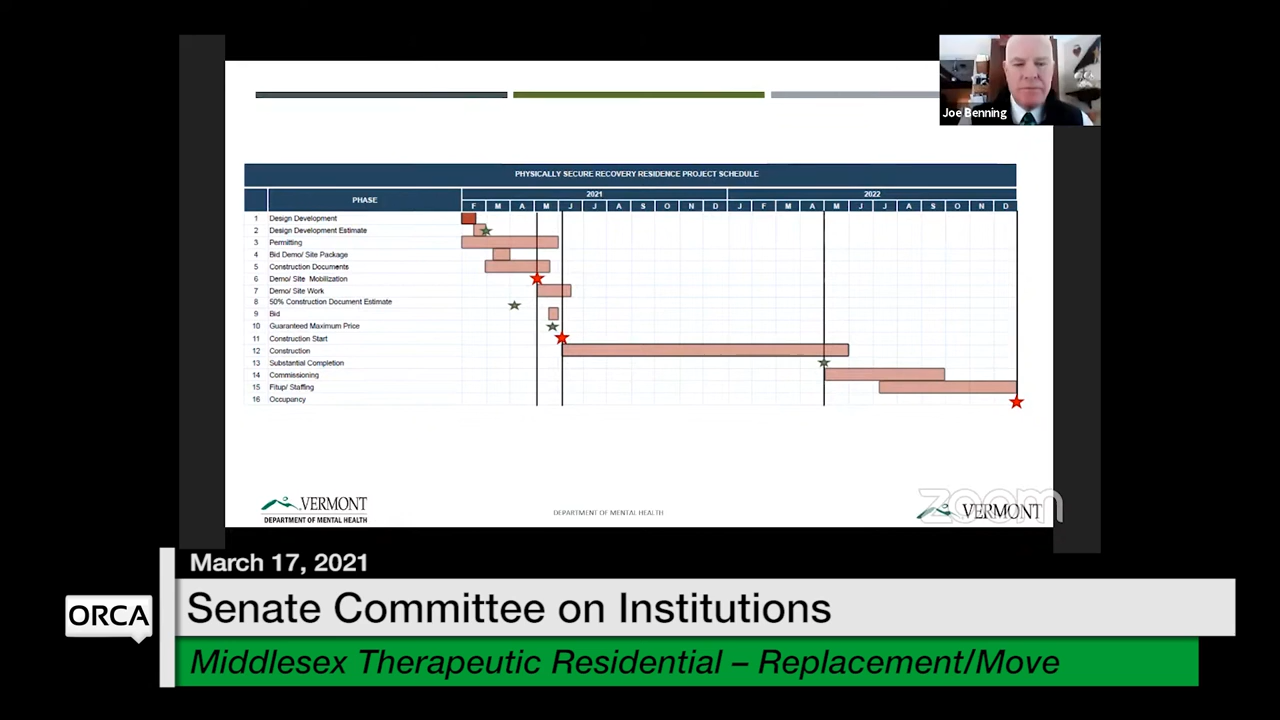 Joe Benning
PHYSICALLY SECURE RECOVERY RESIDENCE PROJECT SCHEDULE
PHASE
2021
2022
F M A M J J A S O N D J F M A M J J A S O N D
1 Design Development
2 Design Development Estimate
3 Permitting
4 Bid Demo/ Site Package
5 Construction Documents
6 Demo/ Site Mobilization
7 Demo/ Site Work
8 50% Construction Document Estimate
9 Bid
10 Guaranteed Maximum Price
11 Construction Start
12 Construction
13 Substantial Completion
14 Commissioning
15 Fitup/ Staffing
16 Occupancy
VERMONT
DEPARTMENT OF MENTAL HEALTH
DEPARTMENT OF MENTAL HEALTH
zoom
VERMONT
March 17, 2021
ORCA
Senate Committee on Institutions
Middlesex Therapeutic Residential – Replacement/Move